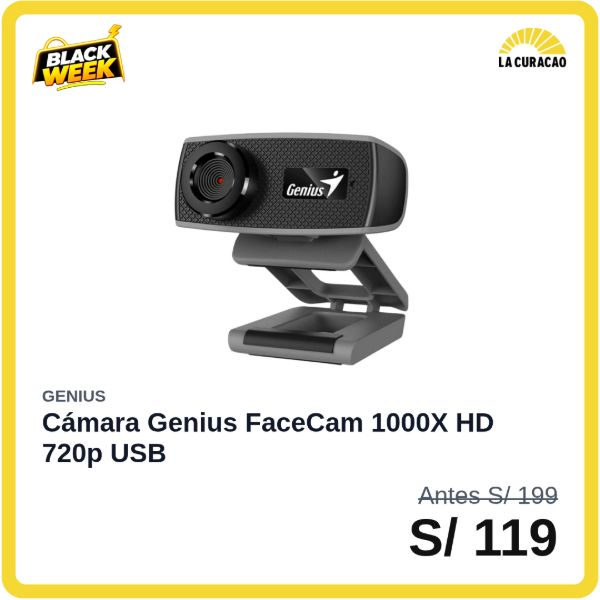 BLACK
WEEK
LA CURACAO
Genius
GENIUS
Cámara Genius FaceCam 1000X HD
720p USB
Antes S/ 199
S/ 119